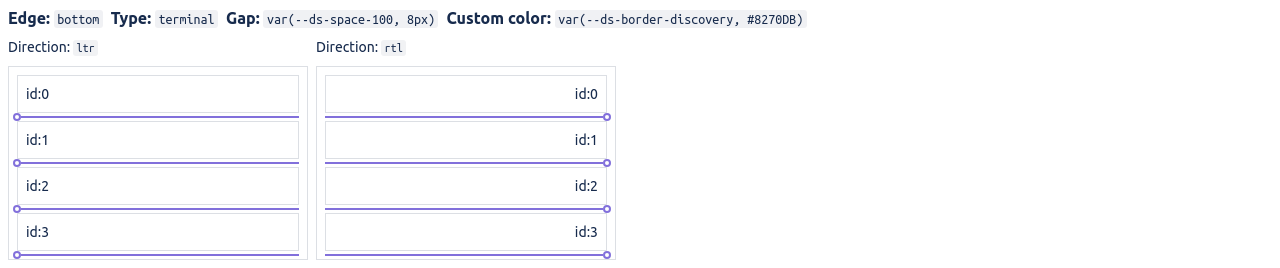 Edge: bottom Type: terminal Gap: var(--ds-space-100, 8px) Custom color: var(--ds-border-discovery, #8270DB)
Direction: ltr
id:0
id:1
id:2
id:3
Direction: rtl
id:0
id:1
id:2
id:3